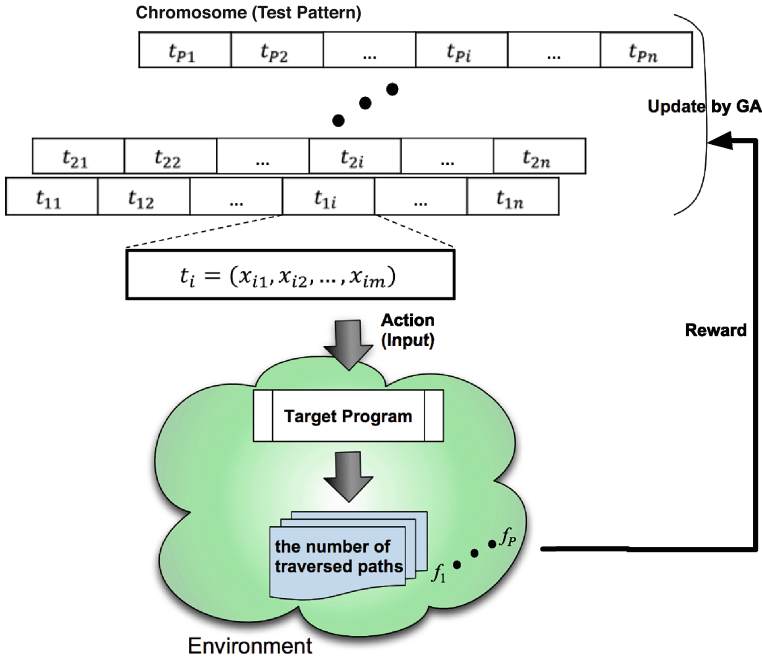 Chromosome (Test Pattern)
t_{P1} t_{P2} ... t_{Pi} ... t_{Pn}
Update by GA
t_{21} t_{22} ... t_{2i} ... t_{2n}
t_{11} t_{12} ... t_{1i} ... t_{1n}
t_i = (x_{i1}, x_{i2}, ..., x_{im})
Action
(Input)
Reward
Target Program
the number of
traversed paths
f_1
f_P
Environment